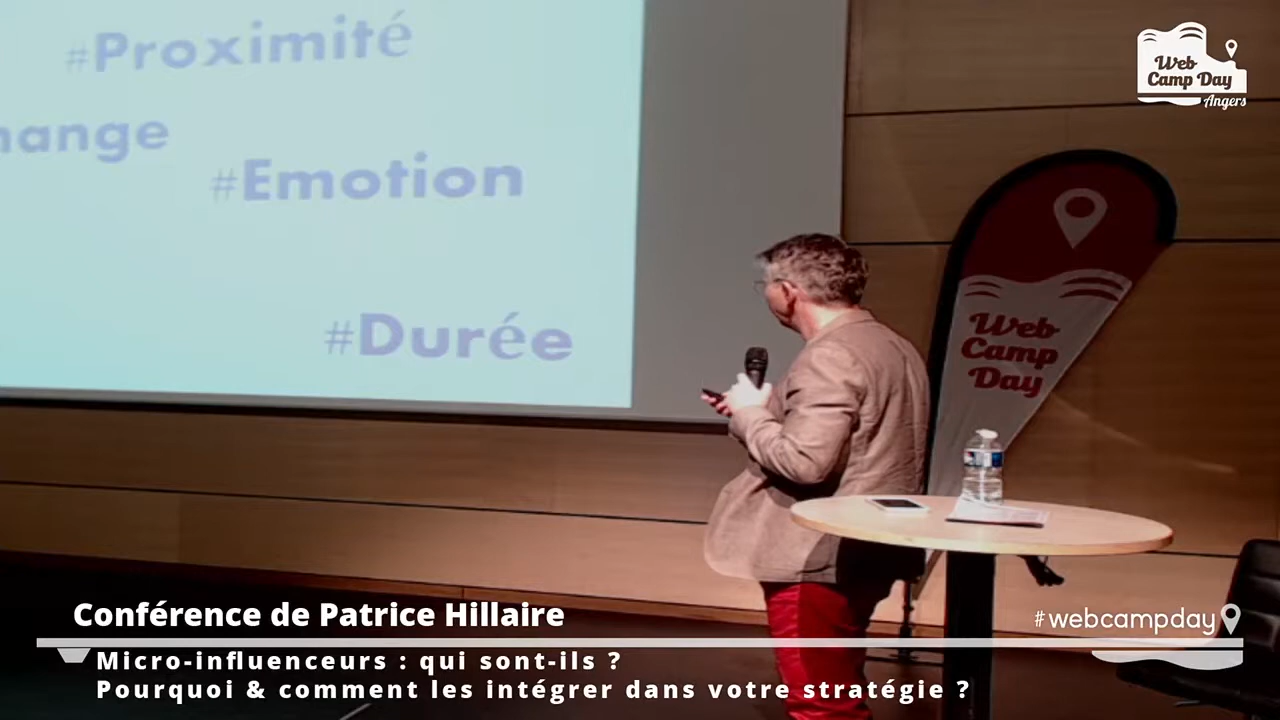 #Proximité
hange
#Emotion
#Durée
Web
Camp Day
Angers
Web
Camp
Day
Conférence de Patrice Hillaire
#webcampday
Micro-influenceurs : qui sont-ils ?
Pourquoi & comment les intégrer dans votre stratégie ?